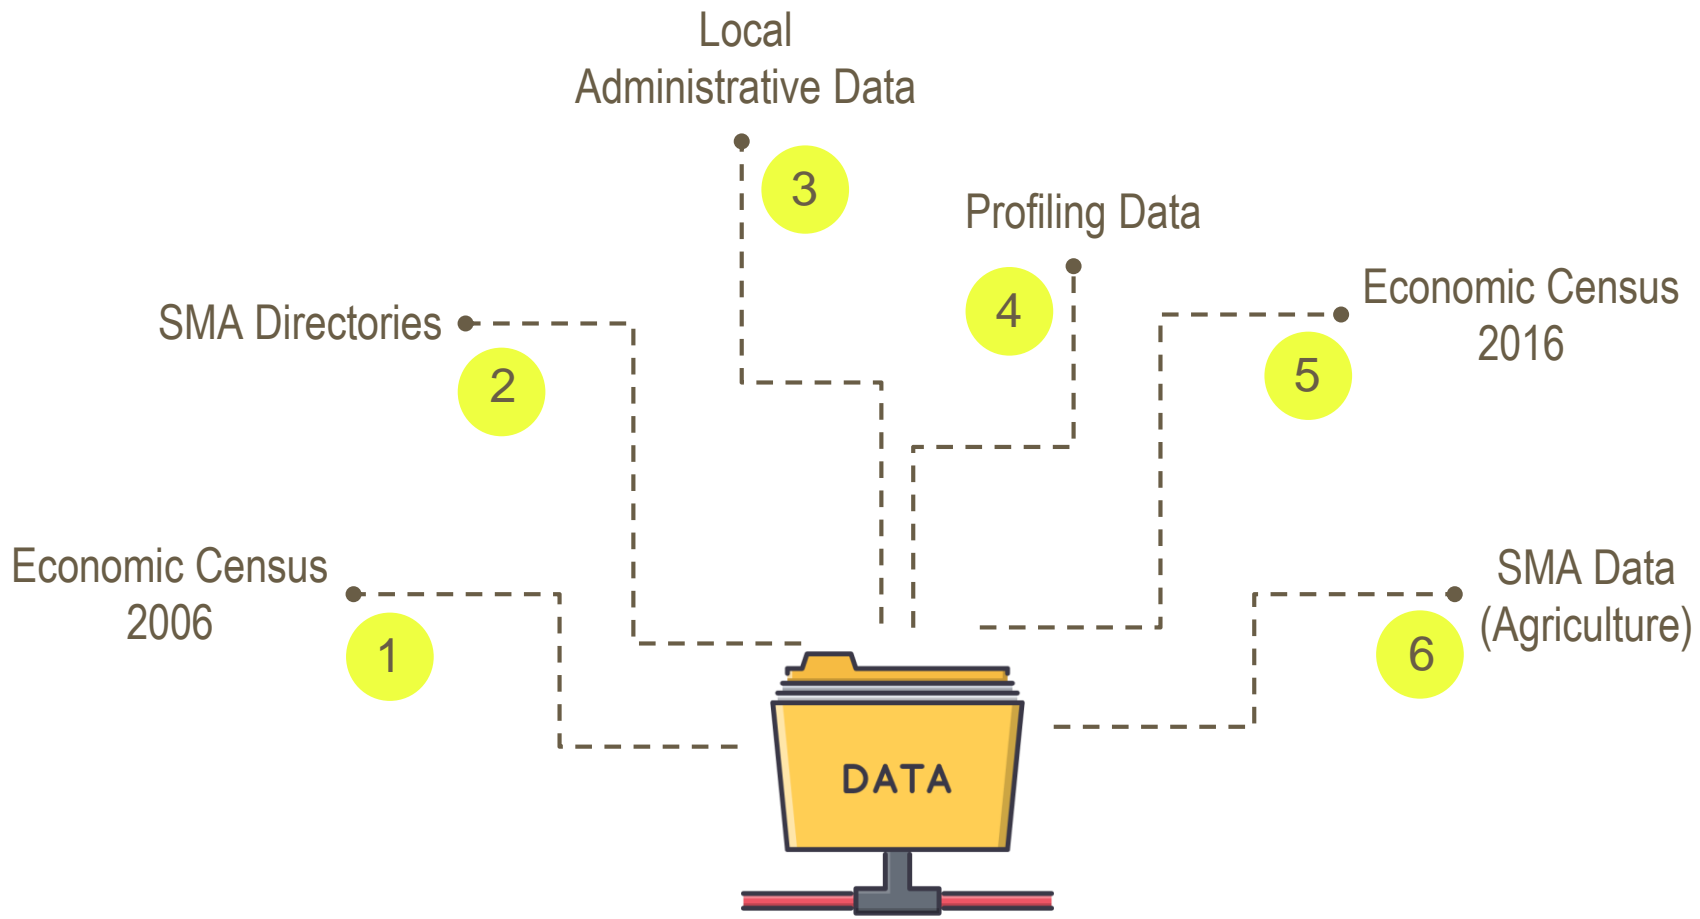 Local
Administrative Data
3
Profiling Data
4
Economic Census
2016
5
SMA Directories
2
Economic Census
2006
1
SMA Data
(Agriculture)
6
DATA